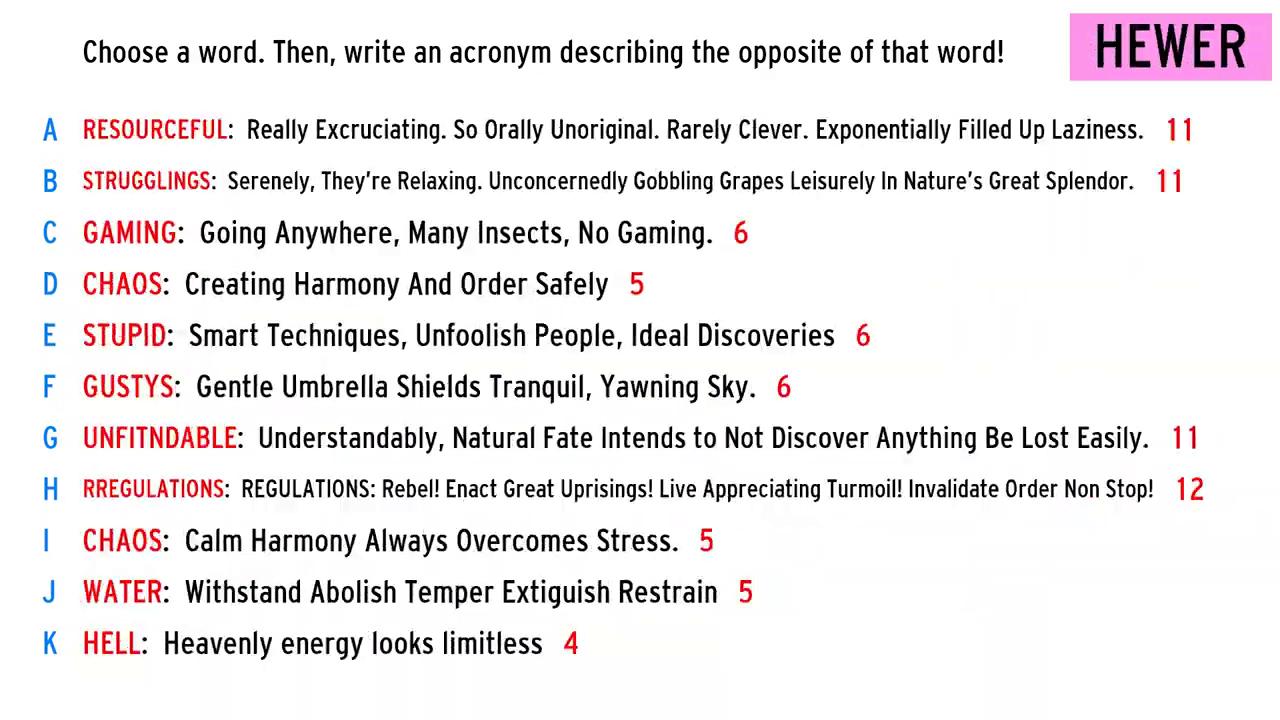 Choose a word. Then, write an acronym describing the opposite of that word!
HEWER
A RESOURCEFUL: Really Excruciating. So Orally Unoriginal. Rarely Clever. Exponentially Filled Up Laziness. 11
B STRUGGLINGS: Serenely, They're Relaxing. Unconcernedly Gobbling Grapes Leisurely In Nature's Great Splendor. 11
C GAMING: Going Anywhere, Many Insects, No Gaming. 6
D CHAOS: Creating Harmony And Order Safely 5
E STUPID: Smart Techniques, Unfoolish People, Ideal Discoveries 6
F GUSTYS: Gentle Umbrella Shields Tranquil, Yawning Sky. 6
G UNFITNDABLE: Understandably, Natural Fate Intends to Not Discover Anything Be Lost Easily. 11
H RREGULATIONS: REGULATIONS: Rebel! Enact Great Uprisings! Live Appreciating Turmoil! Invalidate Order Non Stop! 12
I CHAOS: Calm Harmony Always Overcomes Stress. 5
J WATER: Withstand Abolish Temper Extiguish Restrain 5
K HELL: Heavenly energy looks limitless 4